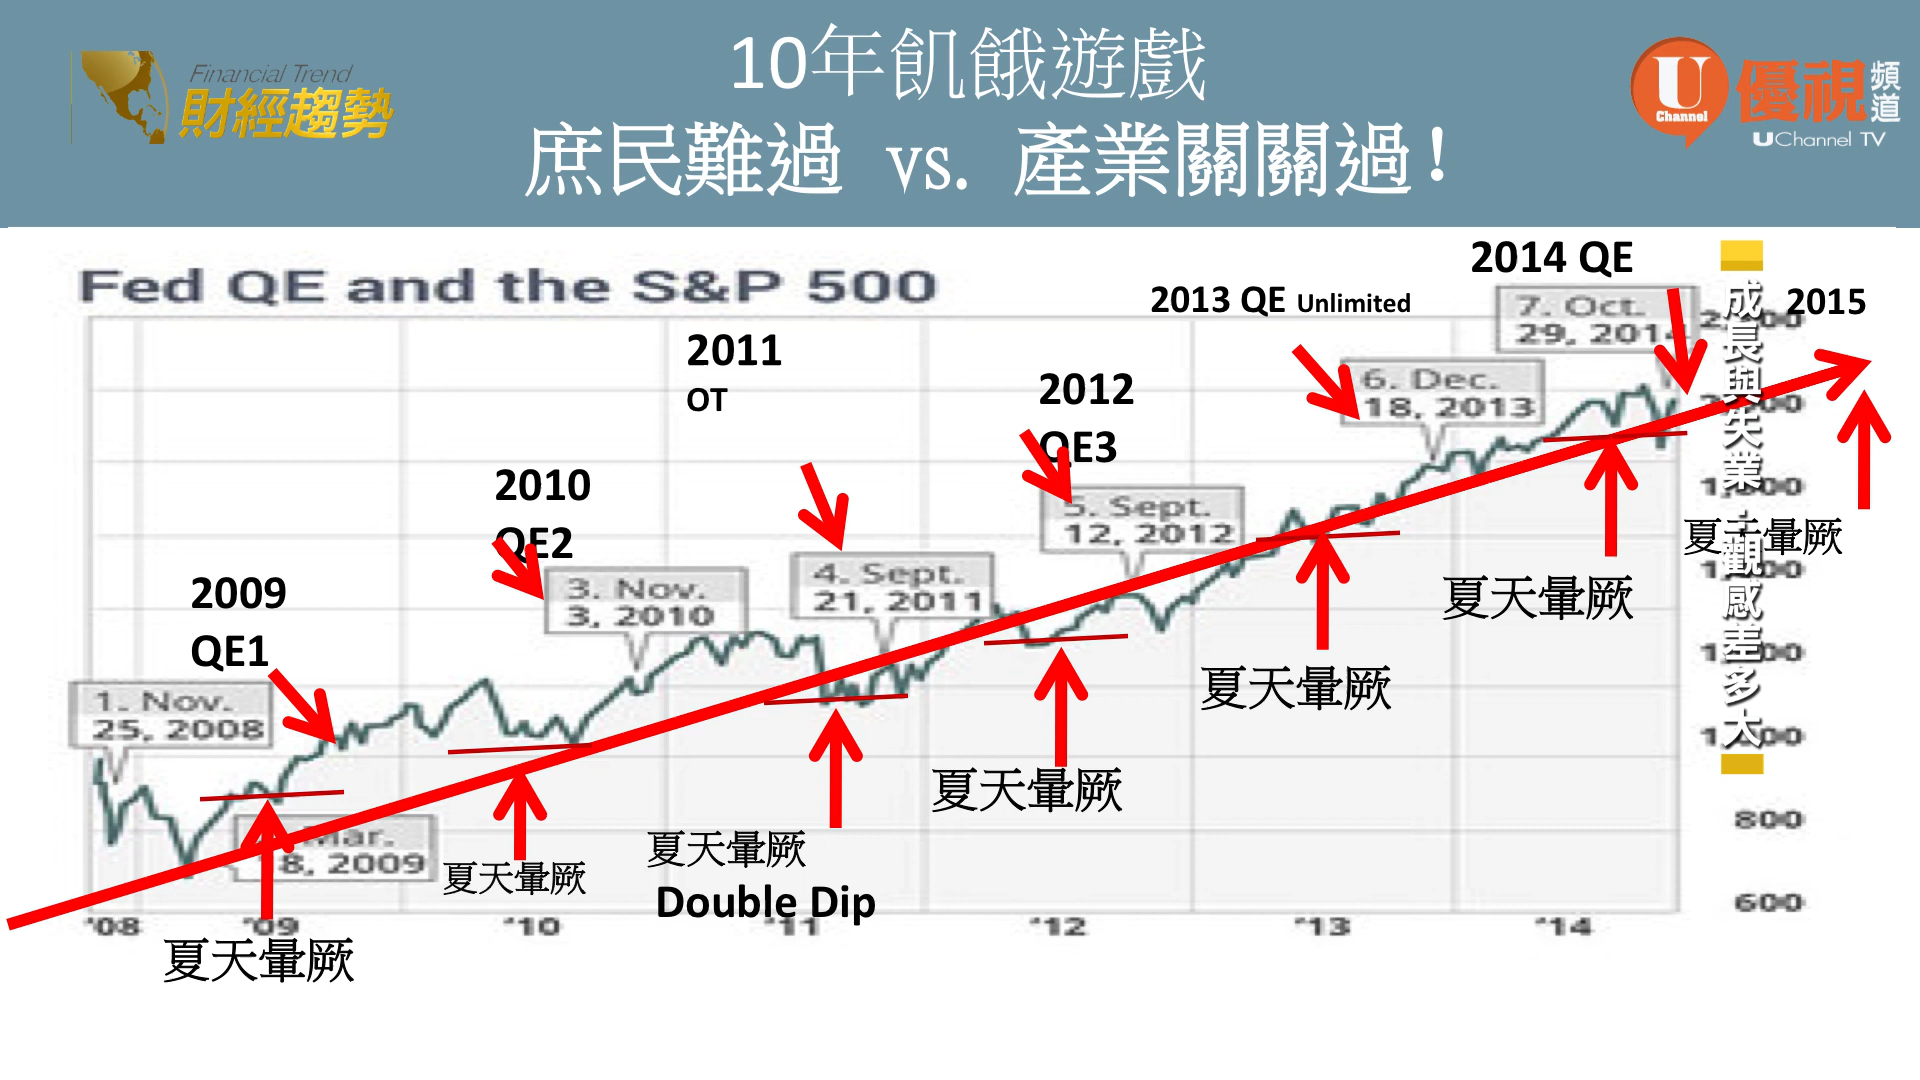 10年飢餓遊戲
庶民難過 vs. 產業關關過!
Financial Trend
財經趨勢
U
Channel
優視
頻道
UChannel TV
Fed QE and the S&P 500
2009
QE1
2010
QE2
2011
OT
2012
QE3
2013 QE Unlimited
2014 QE
2015
1. Nov.
25, 2008
Mar.
8, 2009
3. Nov.
3, 2010
4. Sept.
21, 2011
5. Sept.
12, 2012
6. Dec.
18, 2013
7. Oct.
29, 2014
夏天暈厥
夏天暈厥
夏天暈厥
Double Dip
夏天暈厥
夏天暈厥
夏天暈厥
夏天暈厥
成長與失業,觀感差多大
800
600
'08
'09
'10
'11
'12
'13
'14